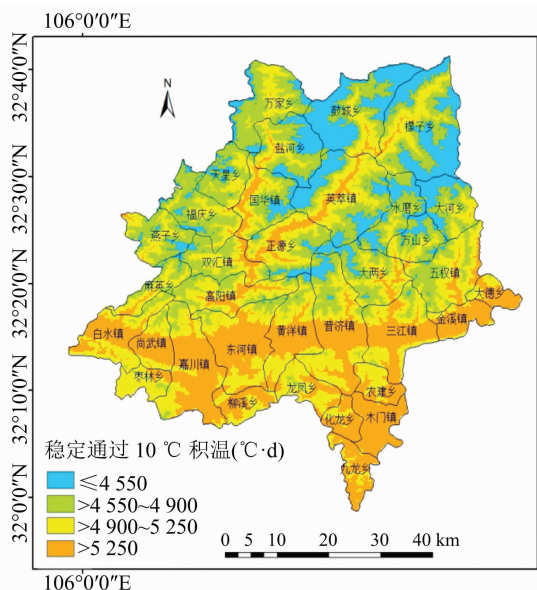 106°0′0″E
32°40′0″N
32°30′0″N
32°20′0″N
32°10′0″N
32°0′0″N
N
万家乡
鼓城乡
檬子乡
盐河乡
天星乡
国华镇
英萃镇
水磨乡
大河乡
福庆乡
燕子乡
正源乡
万山乡
双汇镇
大两乡
五权镇
麻英乡
高阳镇
大德乡
白水镇
尚武镇
嘉川镇
东河镇
黄洋镇
普济镇
三江镇
金溪镇
枣林乡
柳溪乡
龙凤乡
农建乡
化龙乡
木门镇
九龙乡
稳定通过 10 ℃ 积温(℃·d)
≤4 550
>4 550~4 900
>4 900~5 250
>5 250
0 5 10 20 30 40 km
106°0′0″E